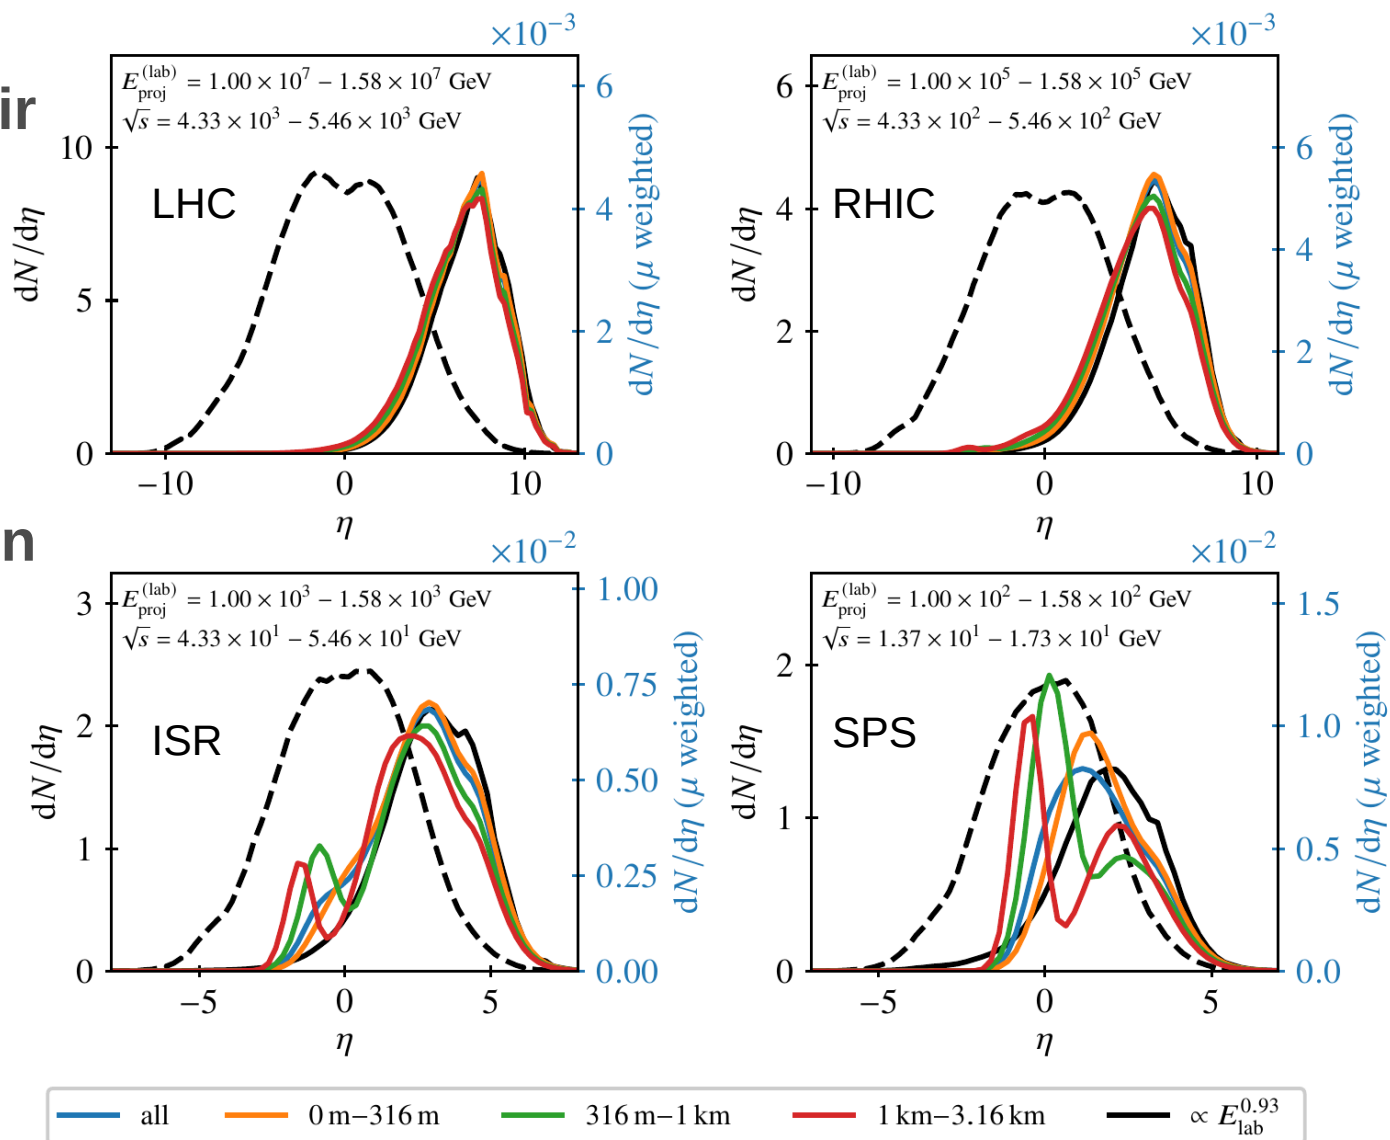 ir
×10⁻³
E_proj^(lab) = 1.00 × 10⁷ − 1.58 × 10⁷ GeV
√s = 4.33 × 10³ − 5.46 × 10³ GeV
LHC
10
5
0
dN/dη
6
4
2
0
dN/dη (μ weighted)
−10 0 10
η
×10⁻³
E_proj^(lab) = 1.00 × 10⁵ − 1.58 × 10⁵ GeV
√s = 4.33 × 10² − 5.46 × 10² GeV
RHIC
6
4
2
0
dN/dη
6
4
2
0
dN/dη (μ weighted)
−10 0 10
η
n
×10⁻²
E_proj^(lab) = 1.00 × 10³ − 1.58 × 10³ GeV
√s = 4.33 × 10¹ − 5.46 × 10¹ GeV
ISR
3
2
1
0
dN/dη
1.00
0.75
0.50
0.25
0.00
dN/dη (μ weighted)
−5 0 5
η
×10⁻²
E_proj^(lab) = 1.00 × 10² − 1.58 × 10² GeV
√s = 1.37 × 10¹ − 1.73 × 10¹ GeV
SPS
2
1
0
dN/dη
1.5
1.0
0.5
0.0
dN/dη (μ weighted)
−5 0 5
η
all 0 m−316 m 316 m−1 km 1 km−3.16 km ∝ E_lab^0.93